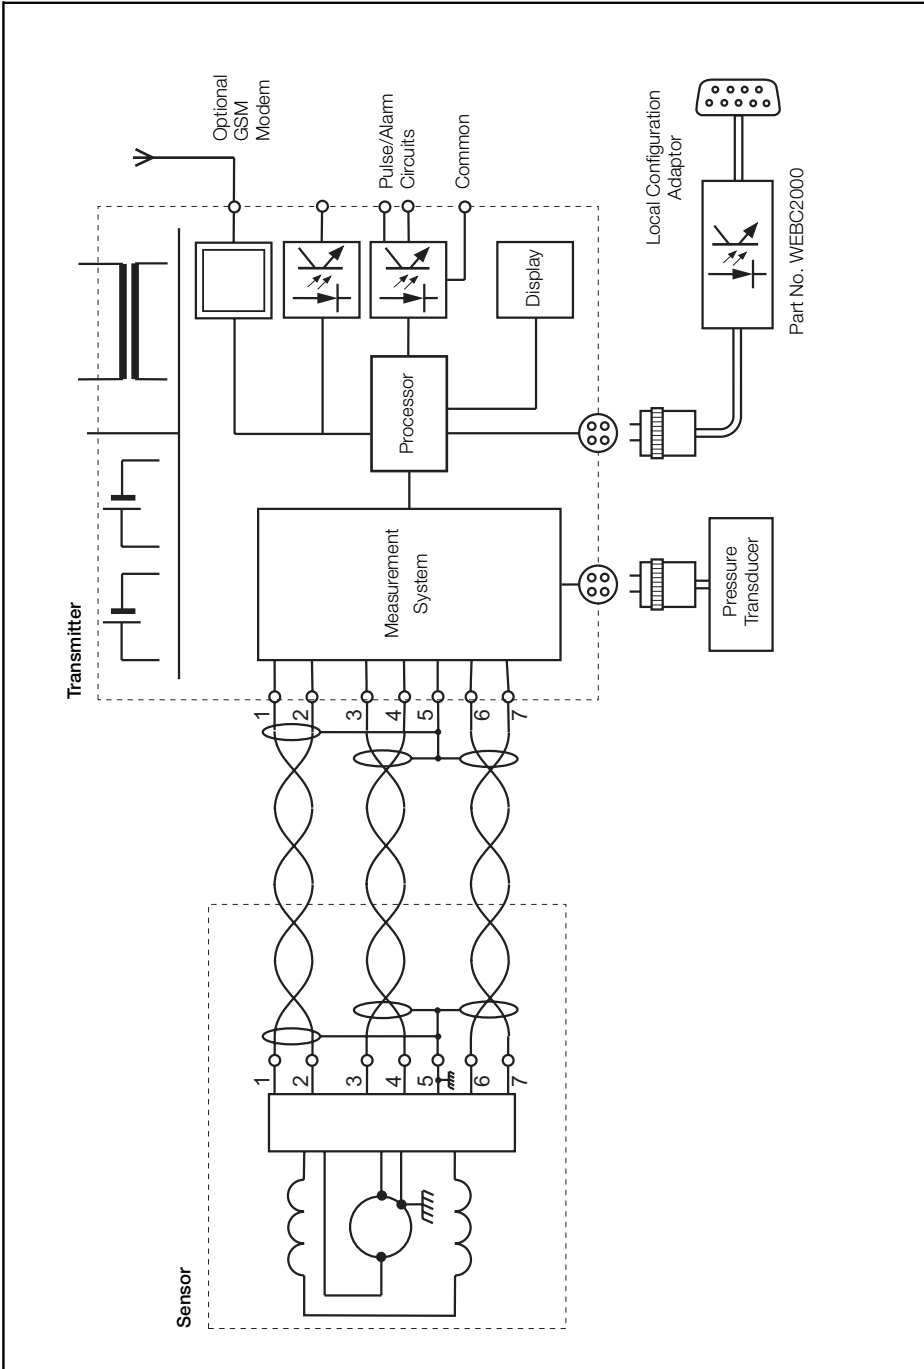 Sensor
1
2
3
4
5
6
7
Transmitter
1
2
3
4
5
6
7
Measurement
System
Processor
Display
Optional
GSM
Modem
Pulse/Alarm
Circuits
Common
Pressure
Transducer
Local Configuration
Adaptor
Part No. WEBC2000